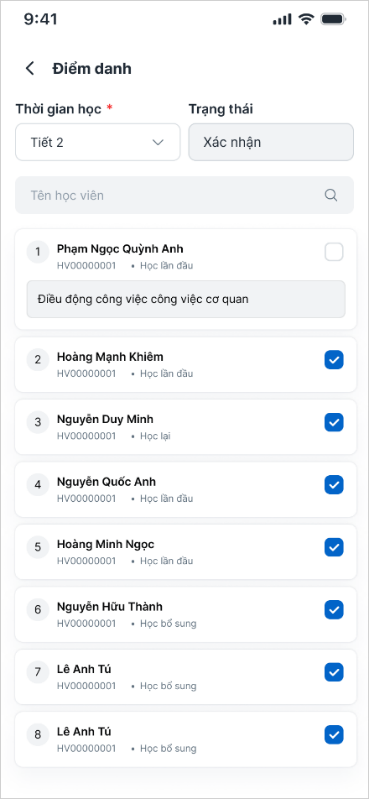 9:41
Điểm danh
Thời gian học * Trạng thái
Tiết 2 Xác nhận
Tên học viên
1 Phạm Ngọc Quỳnh Anh
HV00000001 • Học lần đầu
Điều động công việc công việc cơ quan
2 Hoàng Mạnh Khiêm
HV00000001 • Học lần đầu
3 Nguyễn Duy Minh
HV00000001 • Học lại
4 Nguyễn Quốc Anh
HV00000001 • Học lần đầu
5 Hoàng Minh Ngọc
HV00000001 • Học lần đầu
6 Nguyễn Hữu Thành
HV00000001 • Học bổ sung
7 Lê Anh Tú
HV00000001 • Học bổ sung
8 Lê Anh Tú
HV00000001 • Học bổ sung